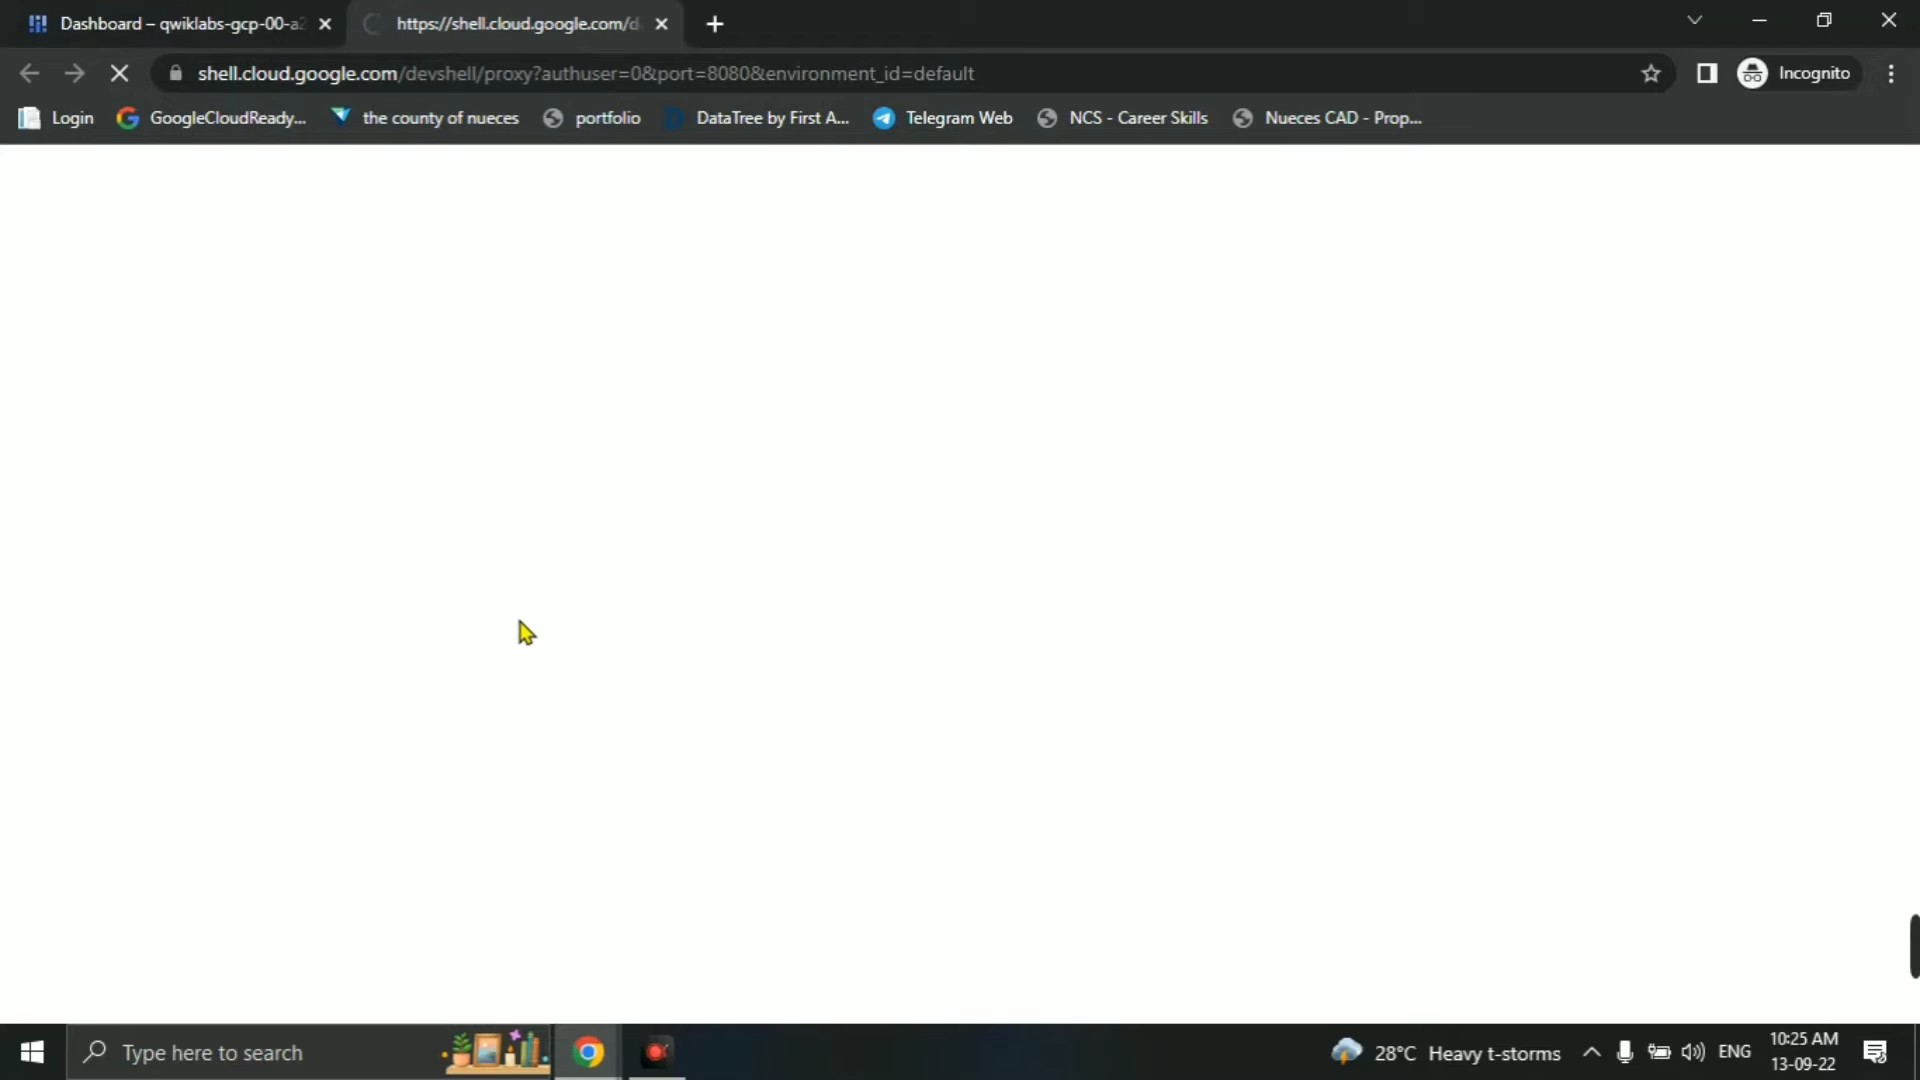 Dashboard – qwiklabs-gcp-00-a2
https://shell.cloud.google.com/d
shell.cloud.google.com/devshell/proxy?authuser=0&port=8080&environment_id=default
Incognito
Login
GoogleCloudReady...
the county of nueces
portfolio
DataTree by First A...
Telegram Web
NCS - Career Skills
Nueces CAD - Prop...
Type here to search
28°C Heavy t-storms
ENG
10:25 AM
13-09-22